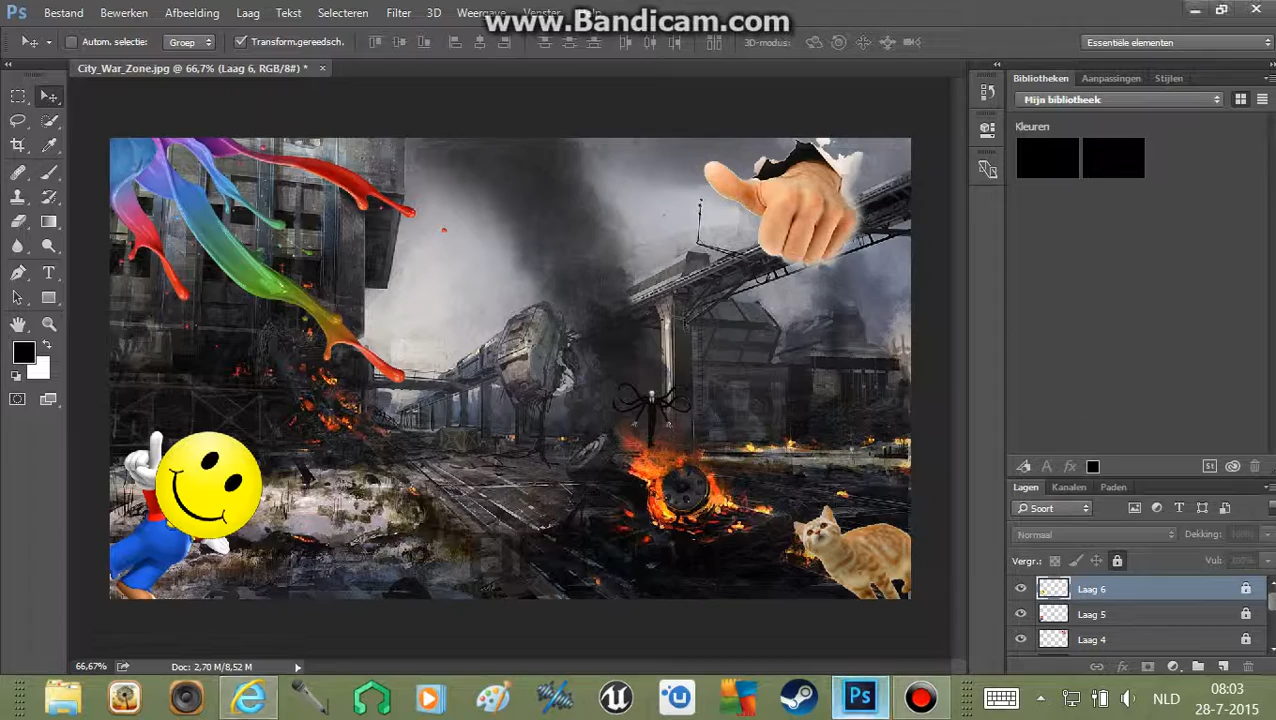 www.Bandicam.com
Ps Bestand Bewerken Afbeelding Laag Tekst Selecteren Filter 3D Weergave
Autom. selectie: Groep Transform.gereedsch. 3D-modus: Essentiële elementen
City_War_Zone.jpg @ 66,7% (Laag 6, RGB/8#) *
Bibliotheken Aanpassingen Stijlen
Mijn bibliotheek
Kleuren
St
Lagen Kanalen Paden
Soort
Normaal Dekking:
Vergr.: Vul:
Laag 6
Laag 5
Laag 4
66,67% Doc: 2,70 M/8,52 M
Ps NLD 08:03
28-7-2015